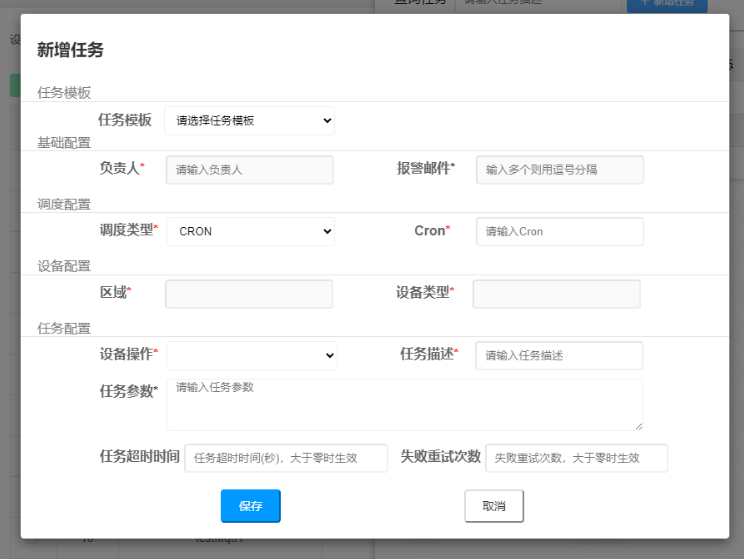 新增任务
新增任务
任务模板
任务模板 请选择任务模板
基础配置
负责人* 请输入负责人 报警邮件* 输入多个则用逗号分隔
调度配置
调度类型* CRON Cron* 请输入Cron
设备配置
区域* 设备类型*
任务配置
设备操作* 任务描述* 请输入任务描述
任务参数* 请输入任务参数
任务超时时间 任务超时时间(秒)，大于零时生效 失败重试次数 失败重试次数，大于零时生效
保存 取消